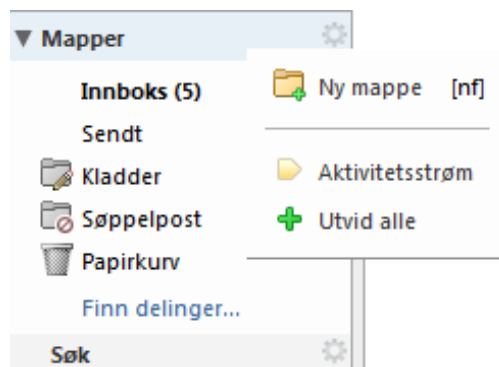 Mapper
Innboks (5)
Sendt
Kladder
Søppelpost
Papirkurv
Finn delinger...
Søk
Ny mappe [nf]
Aktivitetsstrøm
Utvid alle